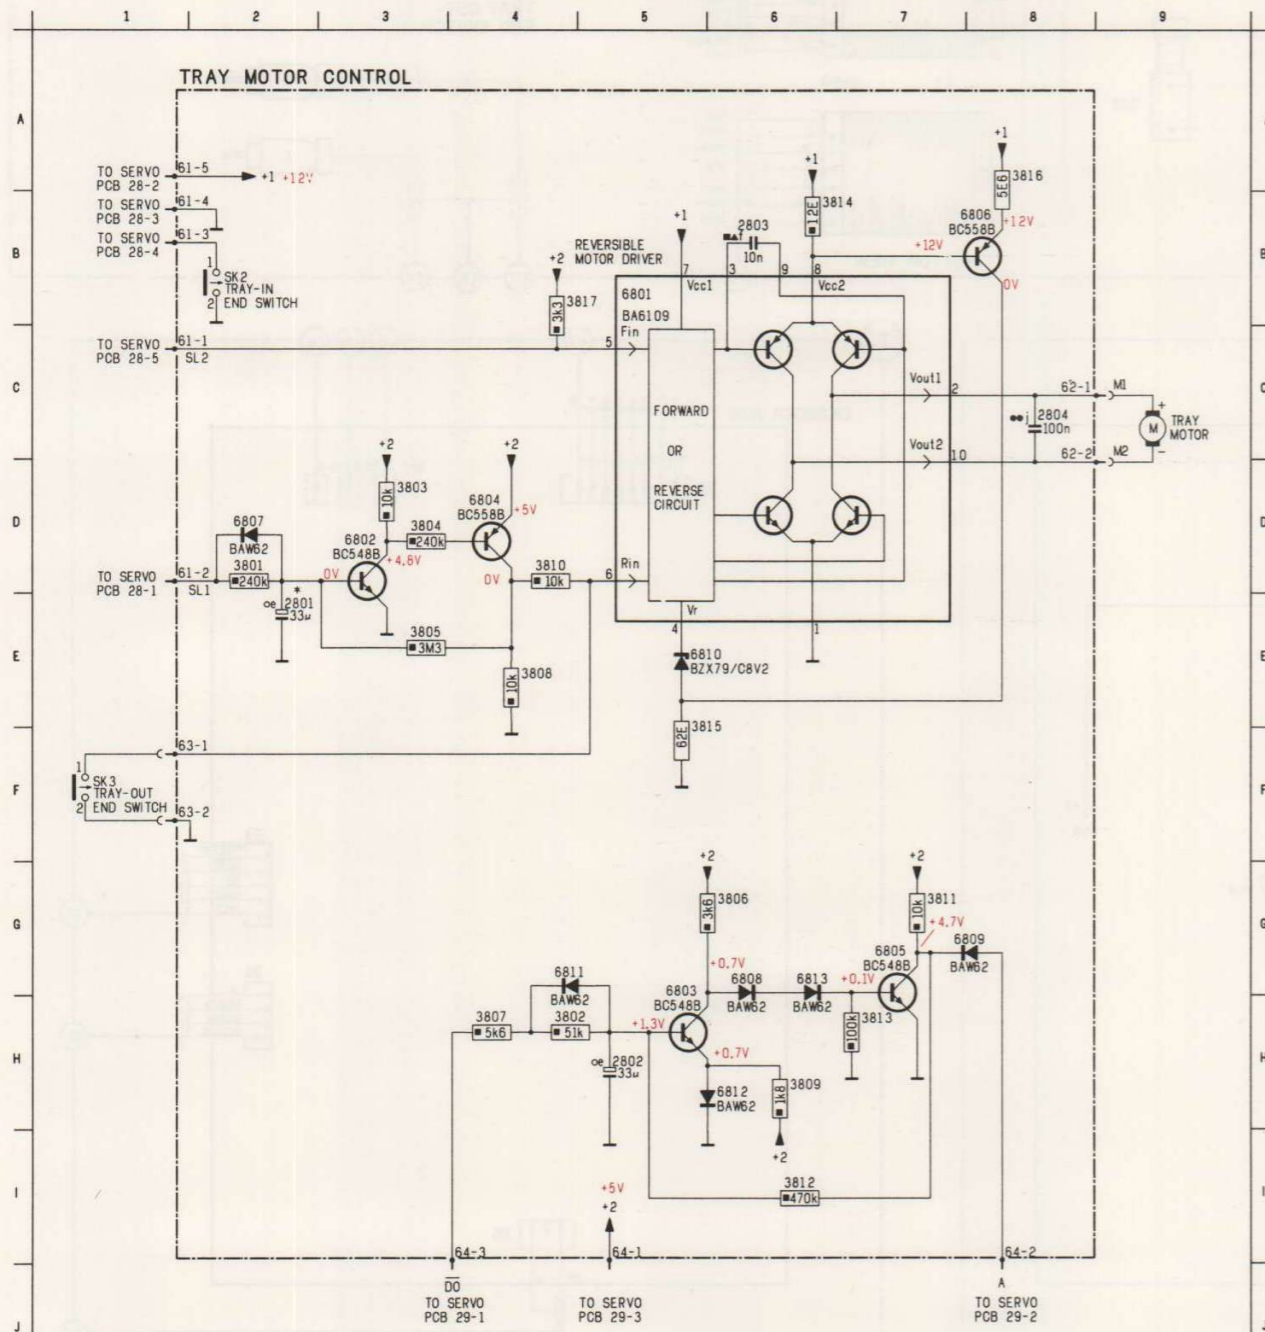 1 2 3 4 5 6 7 8 9
TRAY MOTOR CONTROL
A
TO SERVO
PCB 28-2
61-5
+1 +12V
TO SERVO
PCB 28-3
61-4
TO SERVO
PCB 28-4
61-3
1
SK2
TRAY-IN
END SWITCH
2
B
B
+2
3k3
3817
REVERSIBLE
MOTOR DRIVER
+1
2803
10n
+1
12E
3814
+1
5E6
3816
6806
BC558B
+12V
+12V
0V
7
Vcc1
3
9
8
Vcc2
6801
BA6109
Fin
5
TO SERVO
PCB 28-5
61-1
SL2
C
FORWARD
OR
REVERSE
CIRCUIT
Vout1
2
Vout2
10
62-1
M1
62-2
M2
j
2804
100n
+
M
-
TRAY
MOTOR
D
D
+2
10k
3803
+2
6804
BC558B
+5V
3804
240k
6807
BAW62
6802
BC548B
+4.8V
0V
0V
3801
240k
3810
10k
6
Rin
TO SERVO
PCB 28-1
61-2
SL1
*
oe 2801
33µ
Vr
4
1
3805
3M3
10k
3808
6810
BZX79/C8V2
E
E
62E
3815
F
F
63-1
1
SK3
TRAY-OUT
END SWITCH
2
63-2
G
G
+2
3k6
3806
+2
10k
3811
+4.7V
6809
BAW62
6805
BC548B
+0.7V
6808
BAW62
6813
BAW62
+0.1V
6811
BAW62
6803
BC548B
100k
3813
H
H
3807
5k6
3802
51k
+1.3V
+0.7V
oe 2802
33µ
6812
BAW62
1k8
3809
+2
I
I
3812
470k
+5V
+2
64-3
64-1
64-2
DO
A
TO SERVO
PCB 29-1
TO SERVO
PCB 29-3
TO SERVO
PCB 29-2
J